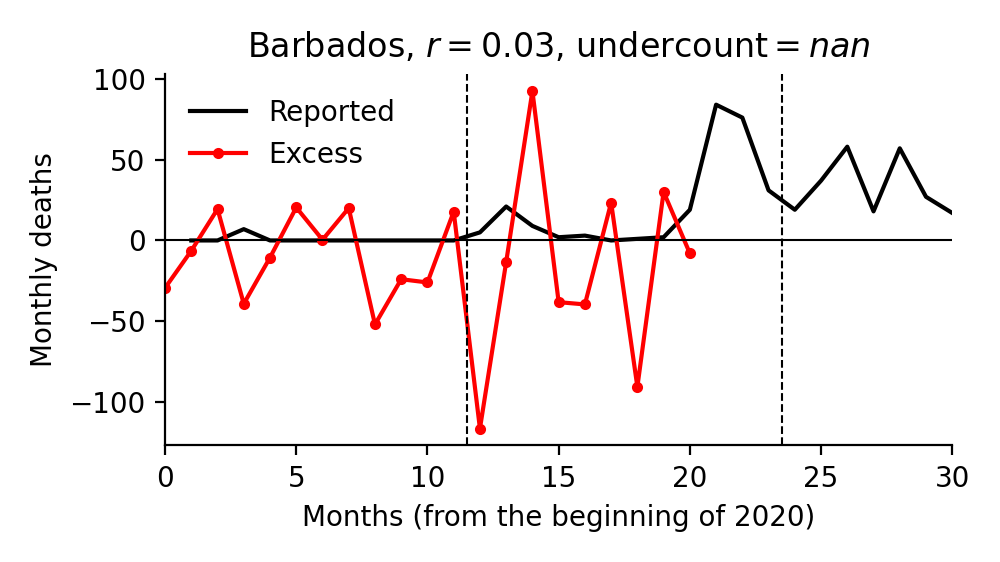 Barbados, r = 0.03, undercount = nan
100
50
0
−50
−100
Monthly deaths
Reported
Excess
0 5 10 15 20 25 30
Months (from the beginning of 2020)